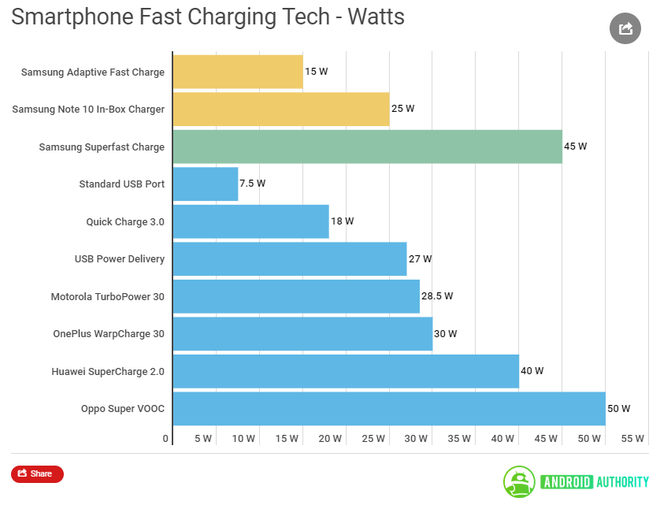 Smartphone Fast Charging Tech - Watts
Samsung Adaptive Fast Charge 15 W
Samsung Note 10 In-Box Charger 25 W
Samsung Superfast Charge 45 W
Standard USB Port 7.5 W
Quick Charge 3.0 18 W
USB Power Delivery 27 W
Motorola TurboPower 30 28.5 W
OnePlus WarpCharge 30 30 W
Huawei SuperCharge 2.0 40 W
Oppo Super VOOC 50 W
0 5 W 10 W 15 W 20 W 25 W 30 W 35 W 40 W 45 W 50 W 55 W
Share
ANDROID AUTHORITY